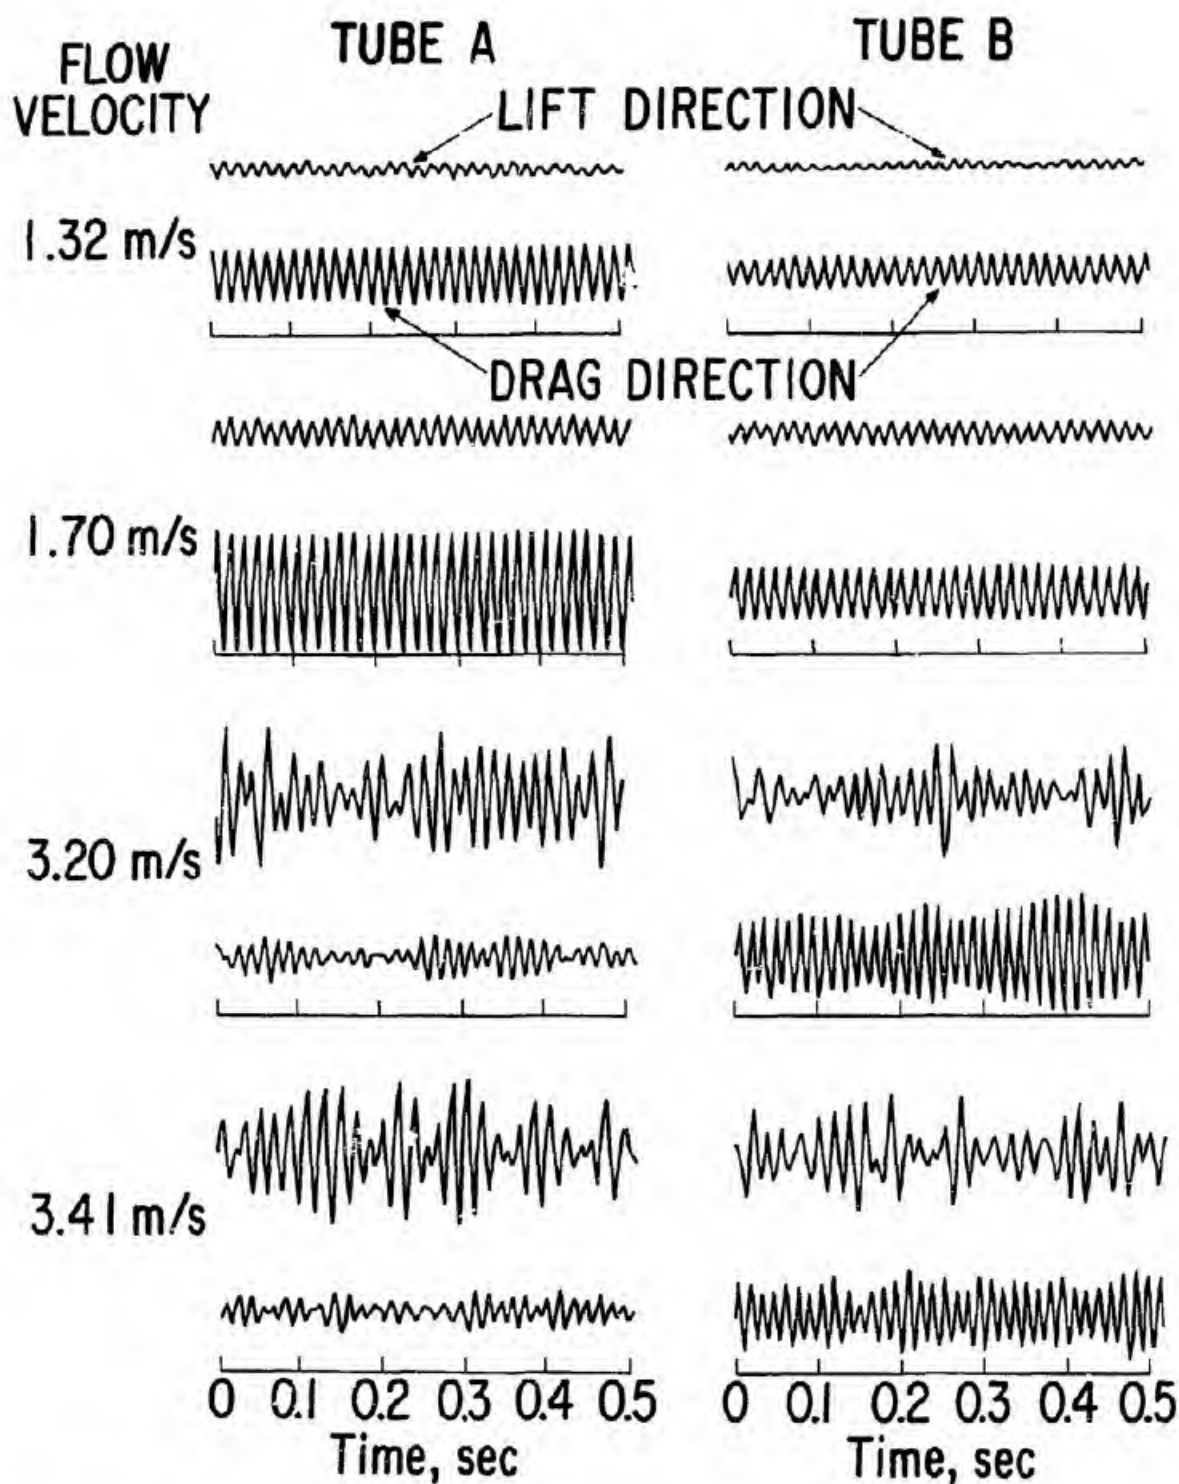 TUBE A
TUBE B
FLOW
VELOCITY
LIFT DIRECTION
1.32 m/s
DRAG DIRECTION
1.70 m/s
3.20 m/s
3.41 m/s
0 0.1 0.2 0.3 0.4 0.5
0 0.1 0.2 0.3 0.4 0.5
Time, sec
Time, sec